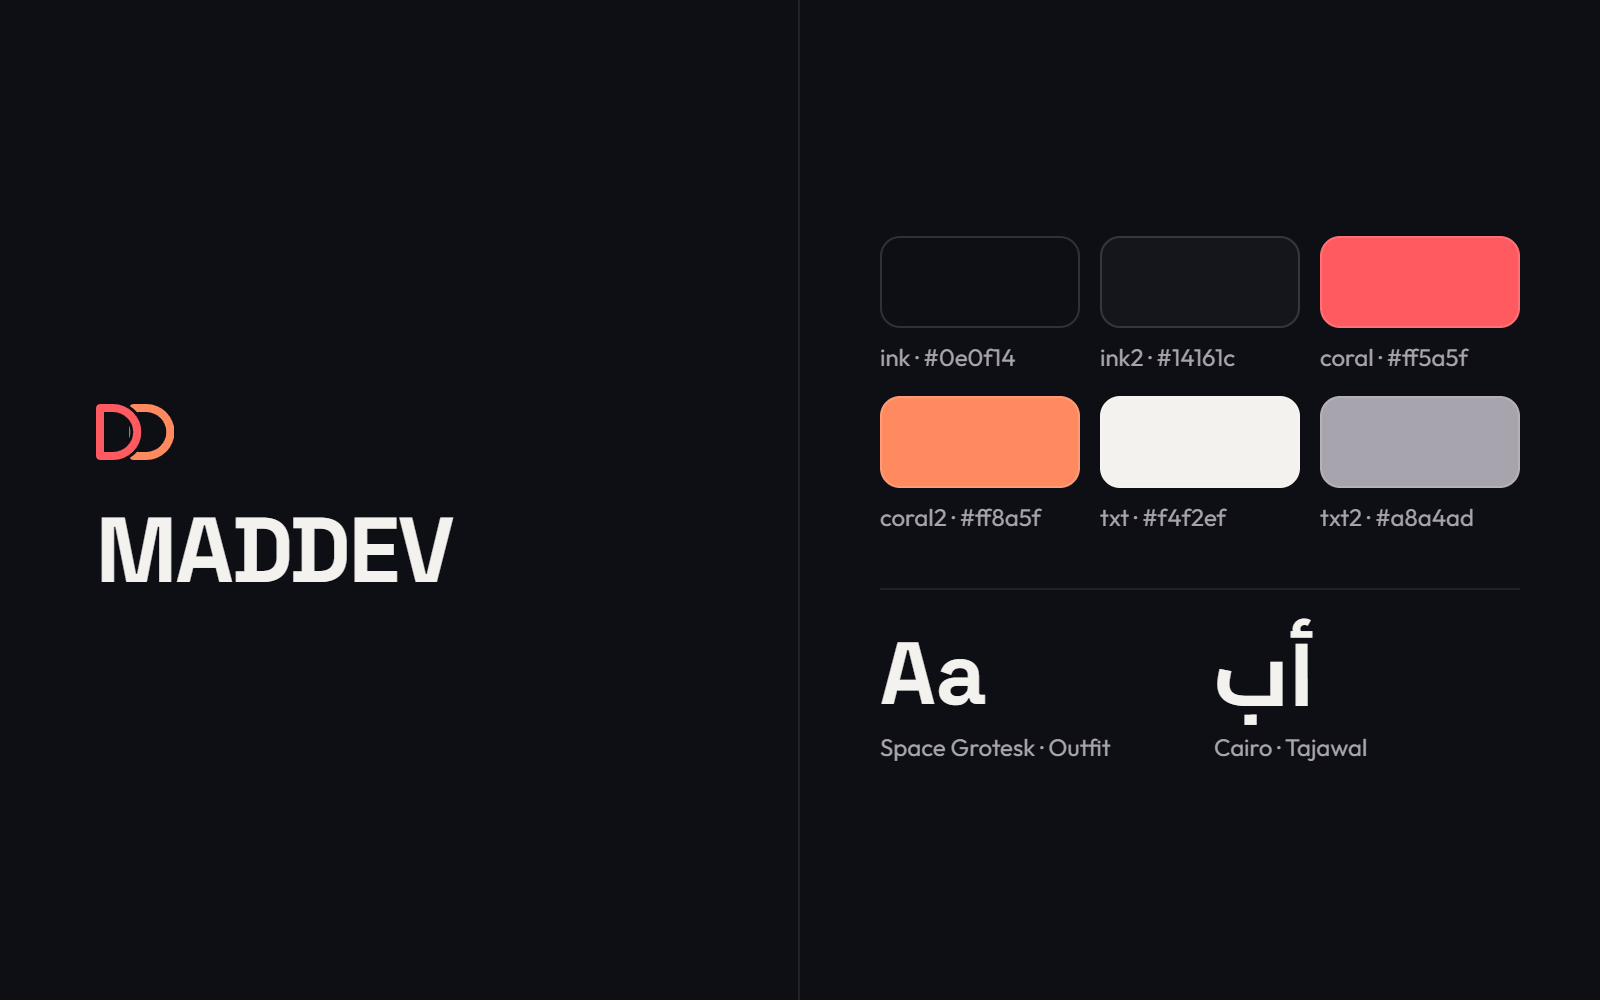 DD
MADDEV
ink · #0e0f14
ink2 · #14161c
coral · #ff5a5f
coral2 · #ff8a5f
txt · #f4f2ef
txt2 · #a8a4ad
Aa
أب
Space Grotesk · Outfit
Cairo · Tajawal